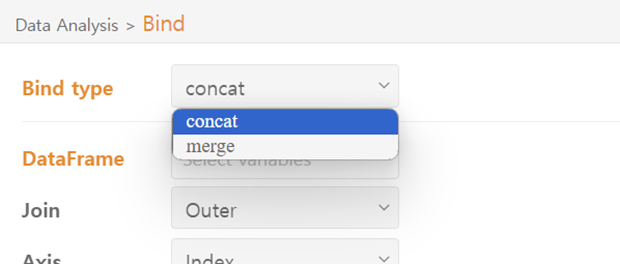 Data Analysis > Bind
Bind type
concat
concat
merge
DataFrame
Select variables
Join
Outer
Axis
Index